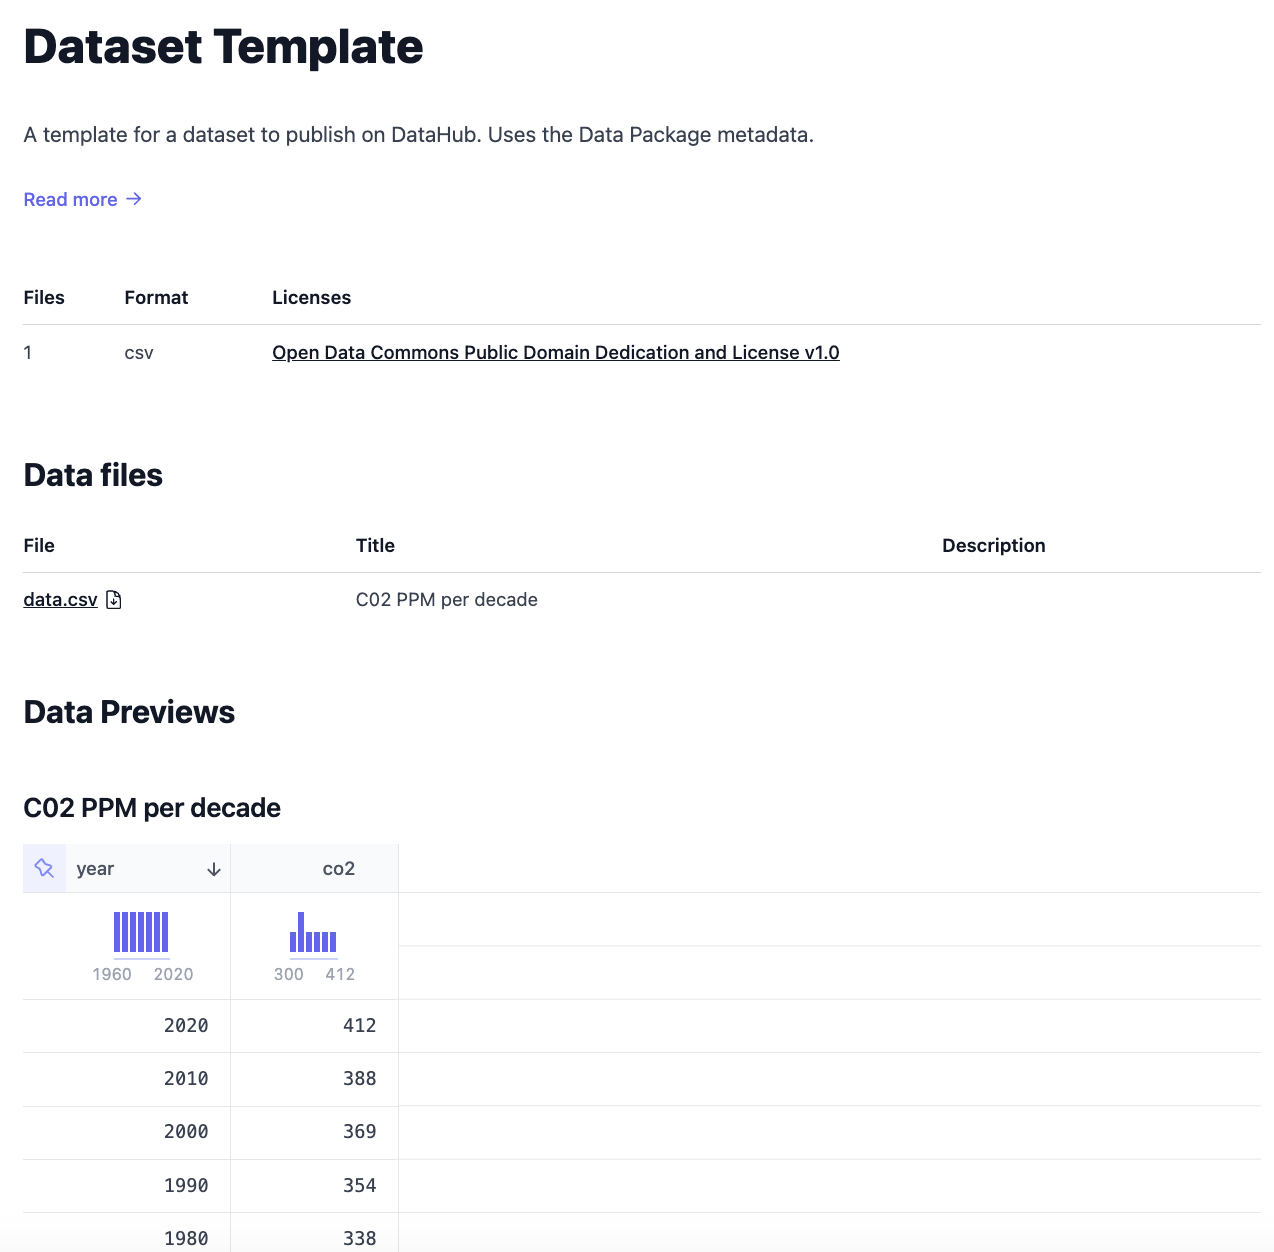 Dataset Template
A template for a dataset to publish on DataHub. Uses the Data Package metadata.
Read more →
Files Format Licenses
1 csv Open Data Commons Public Domain Dedication and License v1.0
Data files
File Title Description
data.csv C02 PPM per decade
Data Previews
C02 PPM per decade
year ↓ co2
1960 2020 300 412
2020 412
2010 388
2000 369
1990 354
1980 338